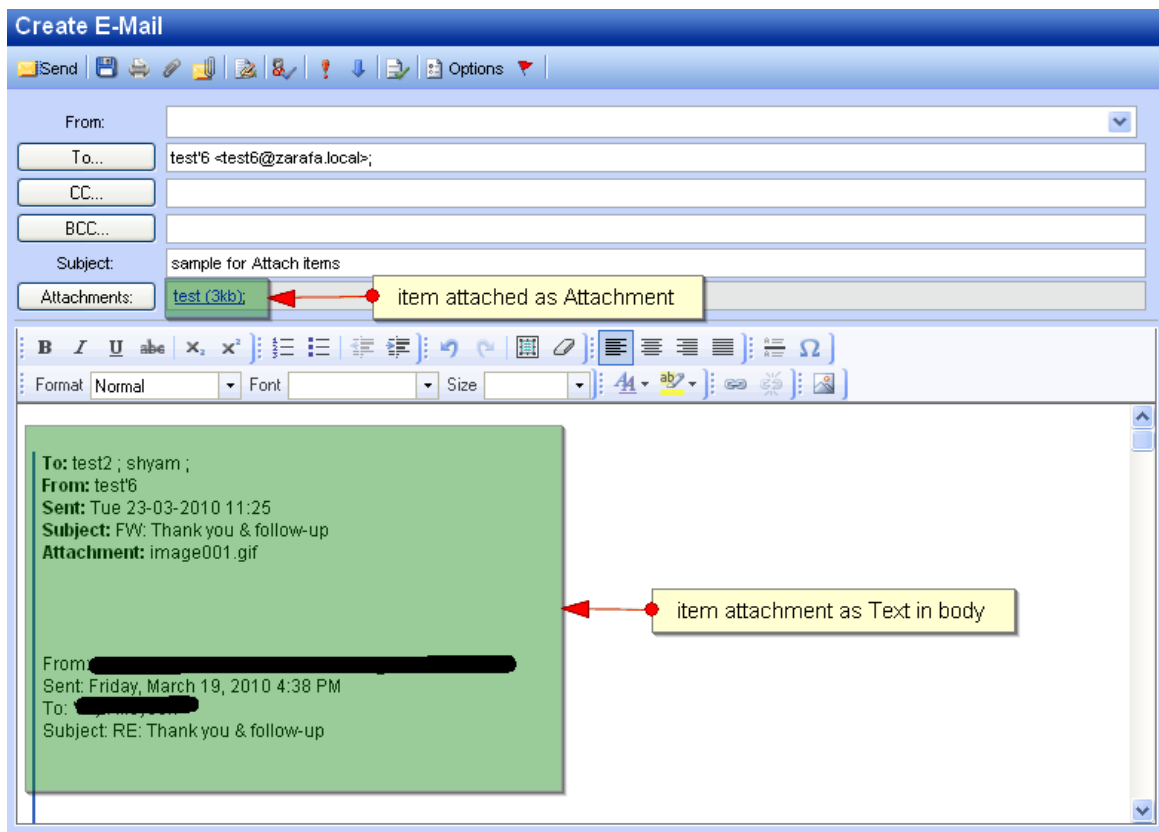 Create E-Mail
Send Options
From:
To... test'6 <test6@zarafa.local>;
CC...
BCC...
Subject: sample for Attach items
Attachments: test (3kb); item attached as Attachment
B I U abc X₂ X² Ω
Format Normal Font Size
To: test2 ; shyam ;
From: test'6
Sent: Tue 23-03-2010 11:25
Subject: FW: Thank you & follow-up
Attachment: image001.gif
item attachment as Text in body
From:
Sent: Friday, March 19, 2010 4:38 PM
To:
Subject: RE: Thank you & follow-up